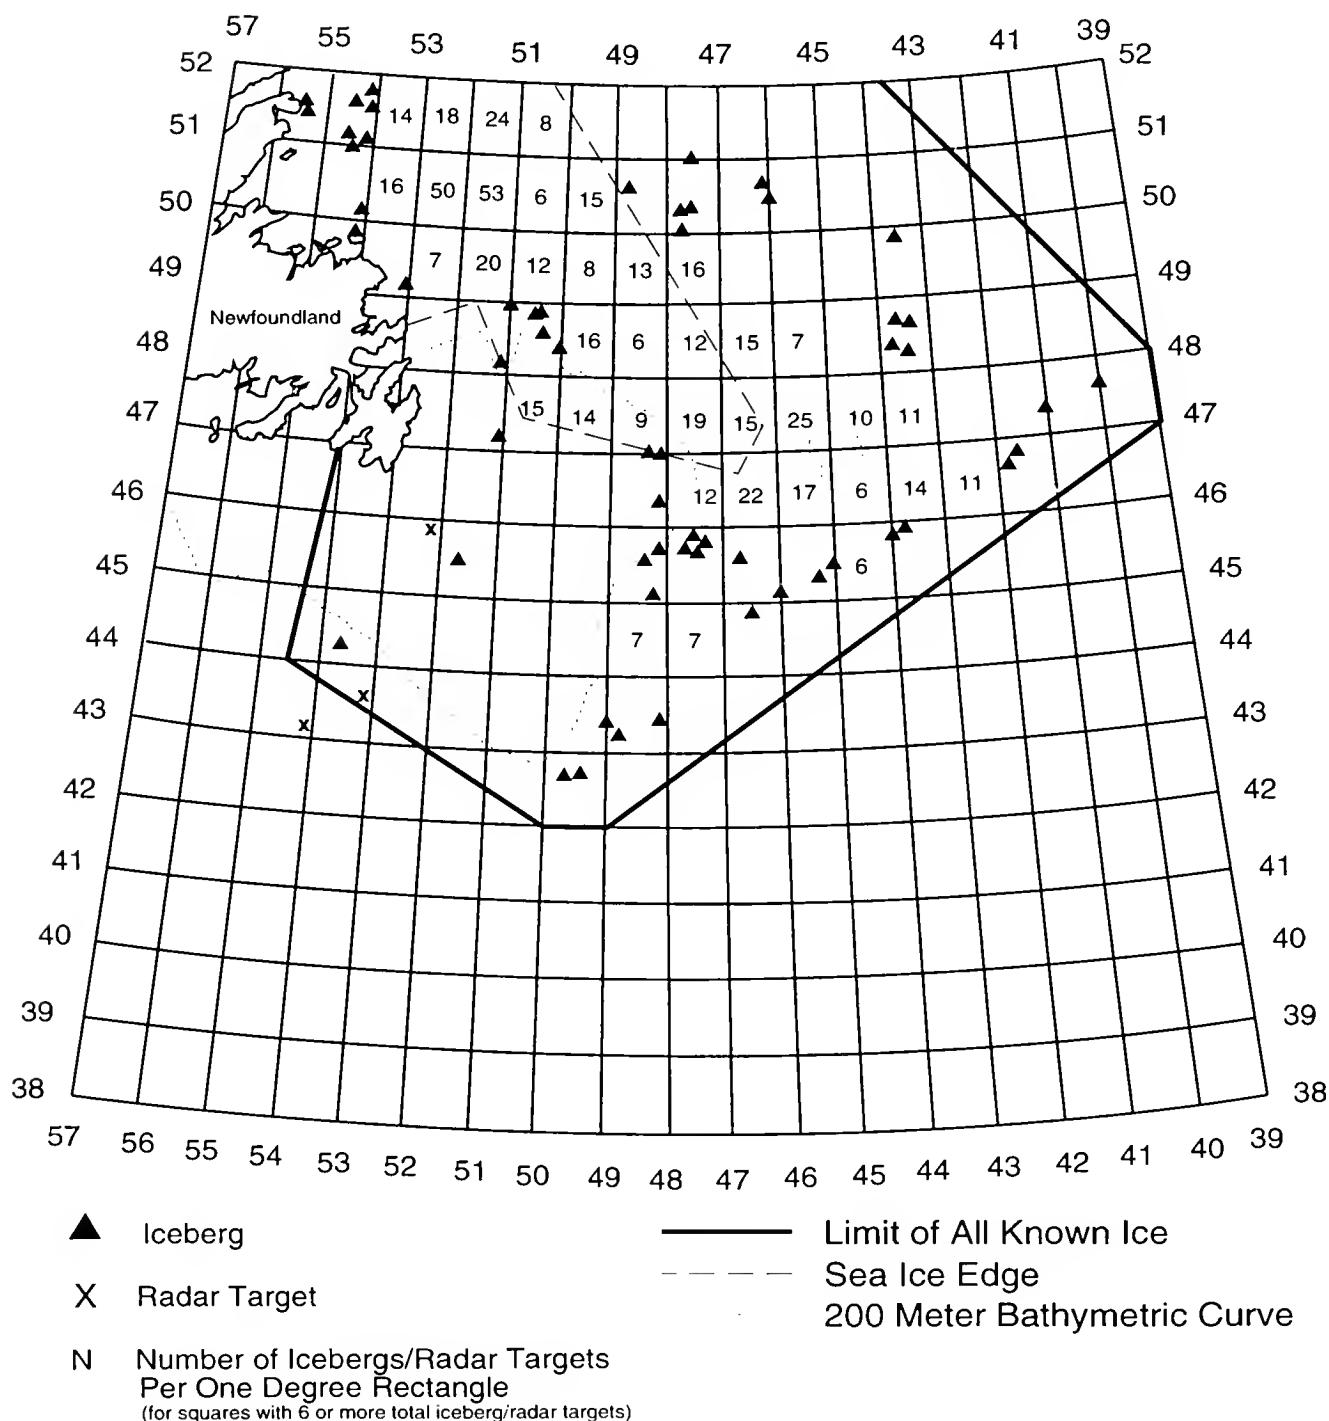 57 55 53 51 49 47 45 43 41 39
52 52
14 18 24 8
51 51
16 50 53 6 15
50 50
7 20 12 8 13 16
49 49
Newfoundland
16 6 12 15 7
48 48
15 14 9 19 15 25 10 11
47 47
12 22 17 6 14 11
46 46
x
6
45 45
7 7
44 44
x
43 x 43
42 42
41 41
40 40
39 39
38 38
57 56 55 54 53 52 51 50 49 48 47 46 45 44 43 42 41 40 39
Iceberg
X Radar Target
N Number of Icebergs/Radar Targets
Per One Degree Rectangle
(for squares with 6 or more total iceberg/radar targets)
Limit of All Known Ice
Sea Ice Edge
200 Meter Bathymetric Curve